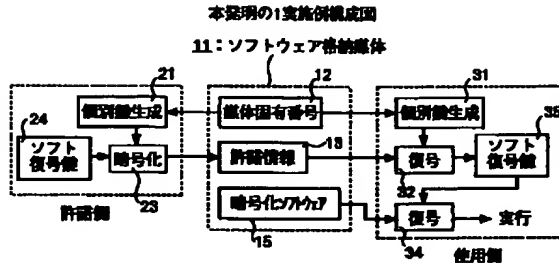 本発明の1実施例構成図
11：ソフトウェア格納媒体
21
12
31
24
個別鍵生成
媒体固有番号
個別鍵生成
35
ソフト
復号鍵
暗号化
13
許諾情報
復号
ソフト
復号鍵
23
32
許諾側
暗号化ソフトウェア
復号
実行
15
34
使用側